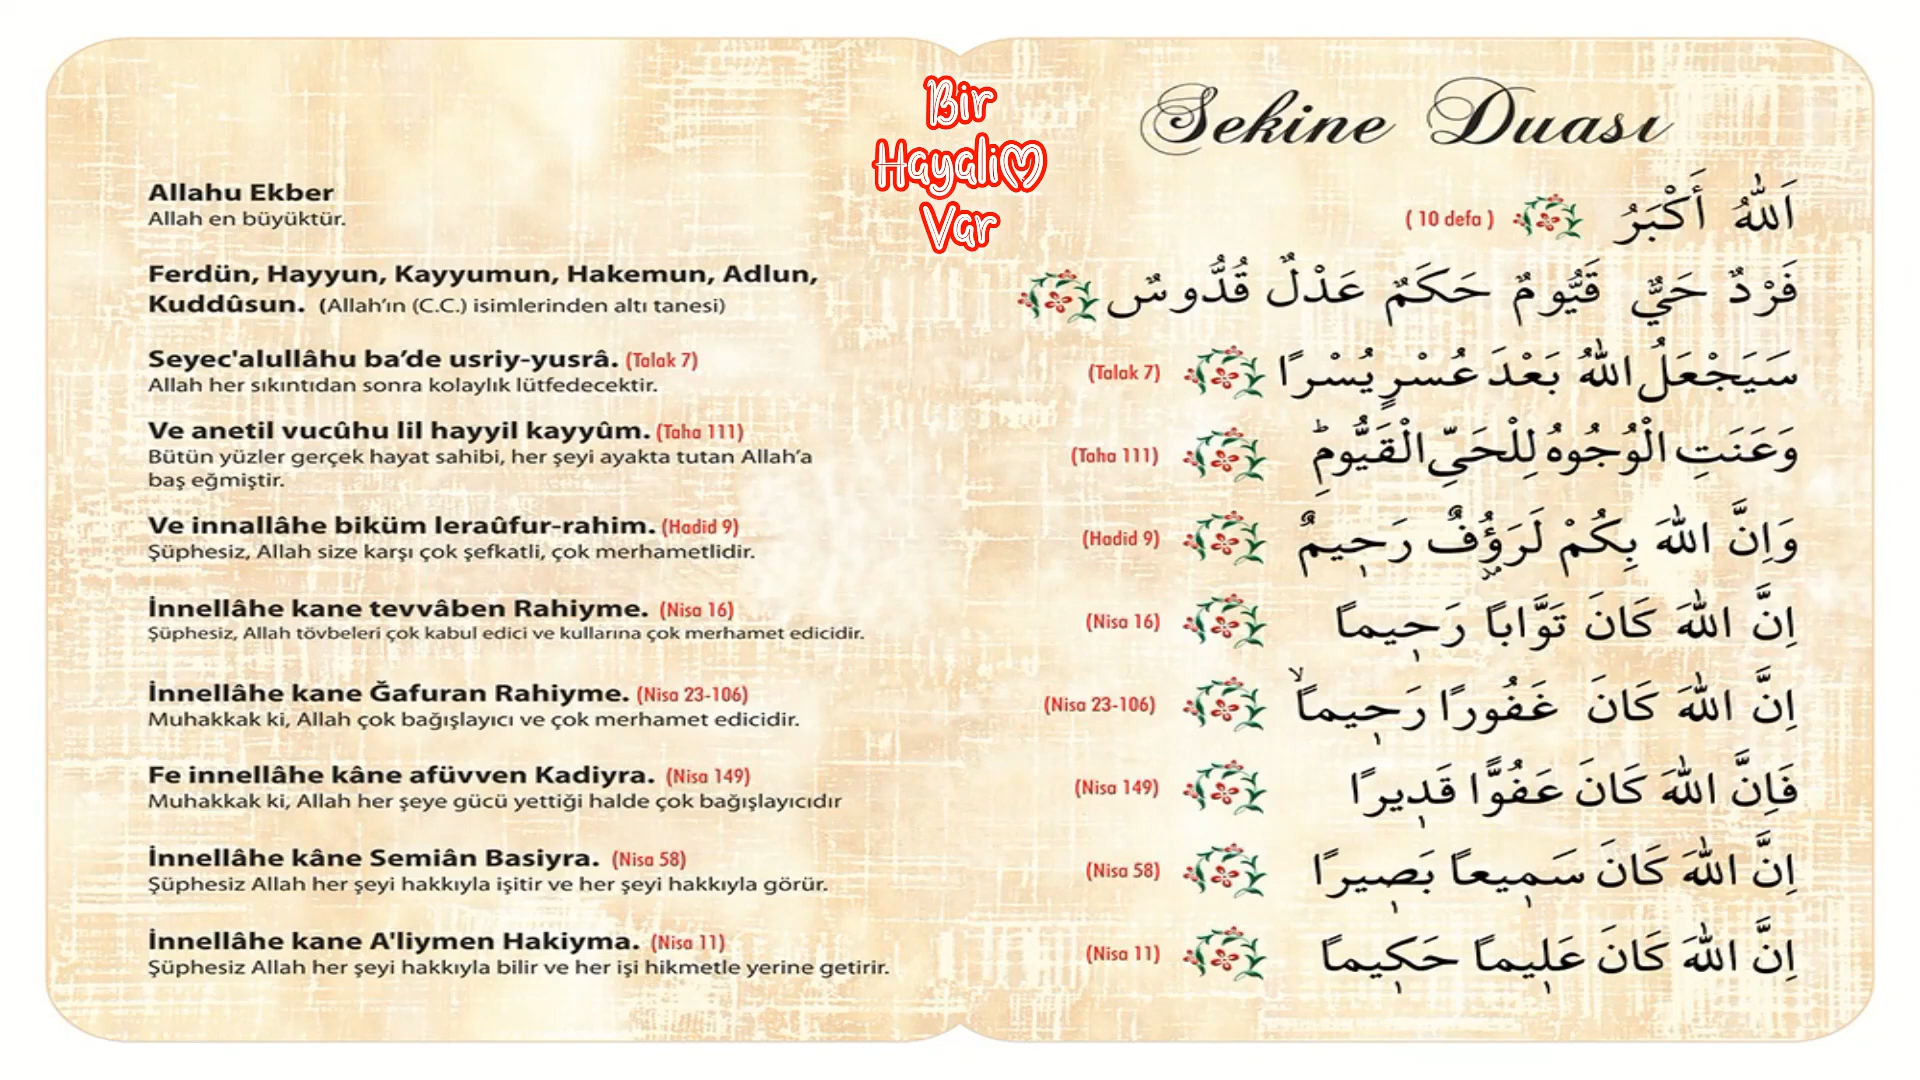 Bir
Hayali
Var
Allahu Ekber
Allah en büyüktür.
Ferdün, Hayyun, Kayyumun, Hakemun, Adlun,
Kuddûsun. (Allah’ın (C.C.) isimlerinden altı tanesi)
Seyec'alullâhu ba’de usriy-yusrâ. (Talak 7)
Allah her sıkıntıdan sonra kolaylık lütfedecektir.
Ve anetil vucûhu lil hayyil kayyûm. (Taha 111)
Bütün yüzler gerçek hayat sahibi, her şeyi ayakta tutan Allah’a
baş eğmiştir.
Ve innallâhe biküm leraûfur-rahim. (Hadid 9)
Şüphesiz, Allah size karşı çok şefkatli, çok merhametlidir.
İnnellâhe kane tevvâben Rahiyme. (Nisa 16)
Şüphesiz, Allah tövbeleri çok kabul edici ve kullarına çok merhamet edicidir.
İnnellâhe kane Ğafuran Rahiyme. (Nisa 23-106)
Muhakkak ki, Allah çok bağışlayıcı ve çok merhamet edicidir.
Fe innellâhe kâne afüvven Kadiyra. (Nisa 149)
Muhakkak ki, Allah her şeye gücü yettiği halde çok bağışlayıcıdır
İnnellâhe kâne Semiân Basiyra. (Nisa 58)
Şüphesiz Allah her şeyi hakkıyla işitir ve her şeyi hakkıyla görür.
İnnellâhe kane A'liymen Hakiyma. (Nisa 11)
Şüphesiz Allah her şeyi hakkıyla bilir ve her işi hikmetle yerine getirir.
Sekine Duası
اَللّٰهُ أَكْبَرُ (10 defa)
فَرْدٌ حَيٌّ قَيُّومٌ حَكَمٌ عَدْلٌ قُدُّوسٌ
سَيَجْعَلُ اللّٰهُ بَعْدَ عُسْرٍ يُسْرًا (Talak 7)
وَعَنَتِ الْوُجُوهُ لِلْحَيِّ الْقَيُّومِؕ (Taha 111)
وَاِنَّ اللّٰهَ بِكُمْ لَرَؤُفٌ رَح۪يمٌ (Hadid 9)
اِنَّ اللّٰهَ كَانَ تَوَّاباً رَح۪يماً (Nisa 16)
اِنَّ اللّٰهَ كَانَ غَفُورًا رَح۪يماًۙ (Nisa 23-106)
فَاِنَّ اللّٰهَ كَانَ عَفُوًّا قَد۪يرًا (Nisa 149)
اِنَّ اللّٰهَ كَانَ سَم۪يعاً بَص۪يرًا (Nisa 58)
اِنَّ اللّٰهَ كَانَ عَل۪يماً حَك۪يماً (Nisa 11)